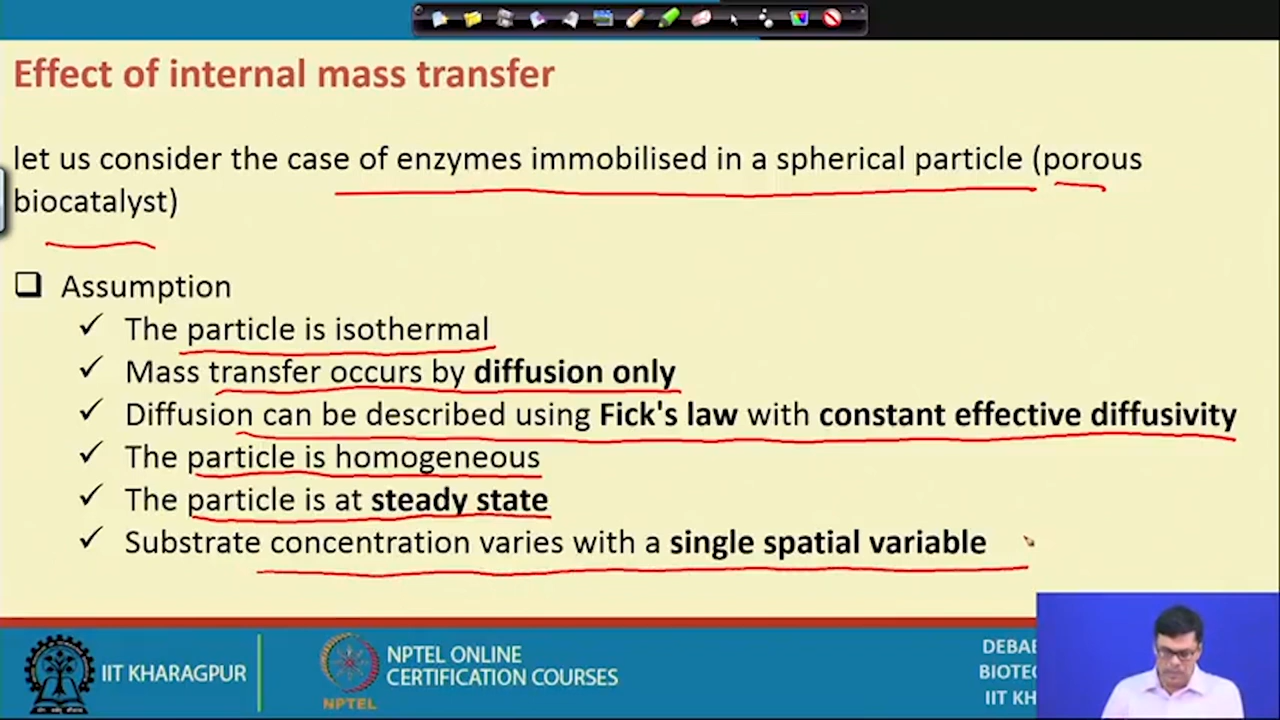 Effect of internal mass transfer
let us consider the case of enzymes immobilised in a spherical particle (porous
biocatalyst)
Assumption
The particle is isothermal
Mass transfer occurs by diffusion only
Diffusion can be described using Fick's law with constant effective diffusivity
The particle is homogeneous
The particle is at steady state
Substrate concentration varies with a single spatial variable
IIT KHARAGPUR
NPTEL
NPTEL ONLINE
CERTIFICATION COURSES
DEBAB
BIOTEC
IIT KH